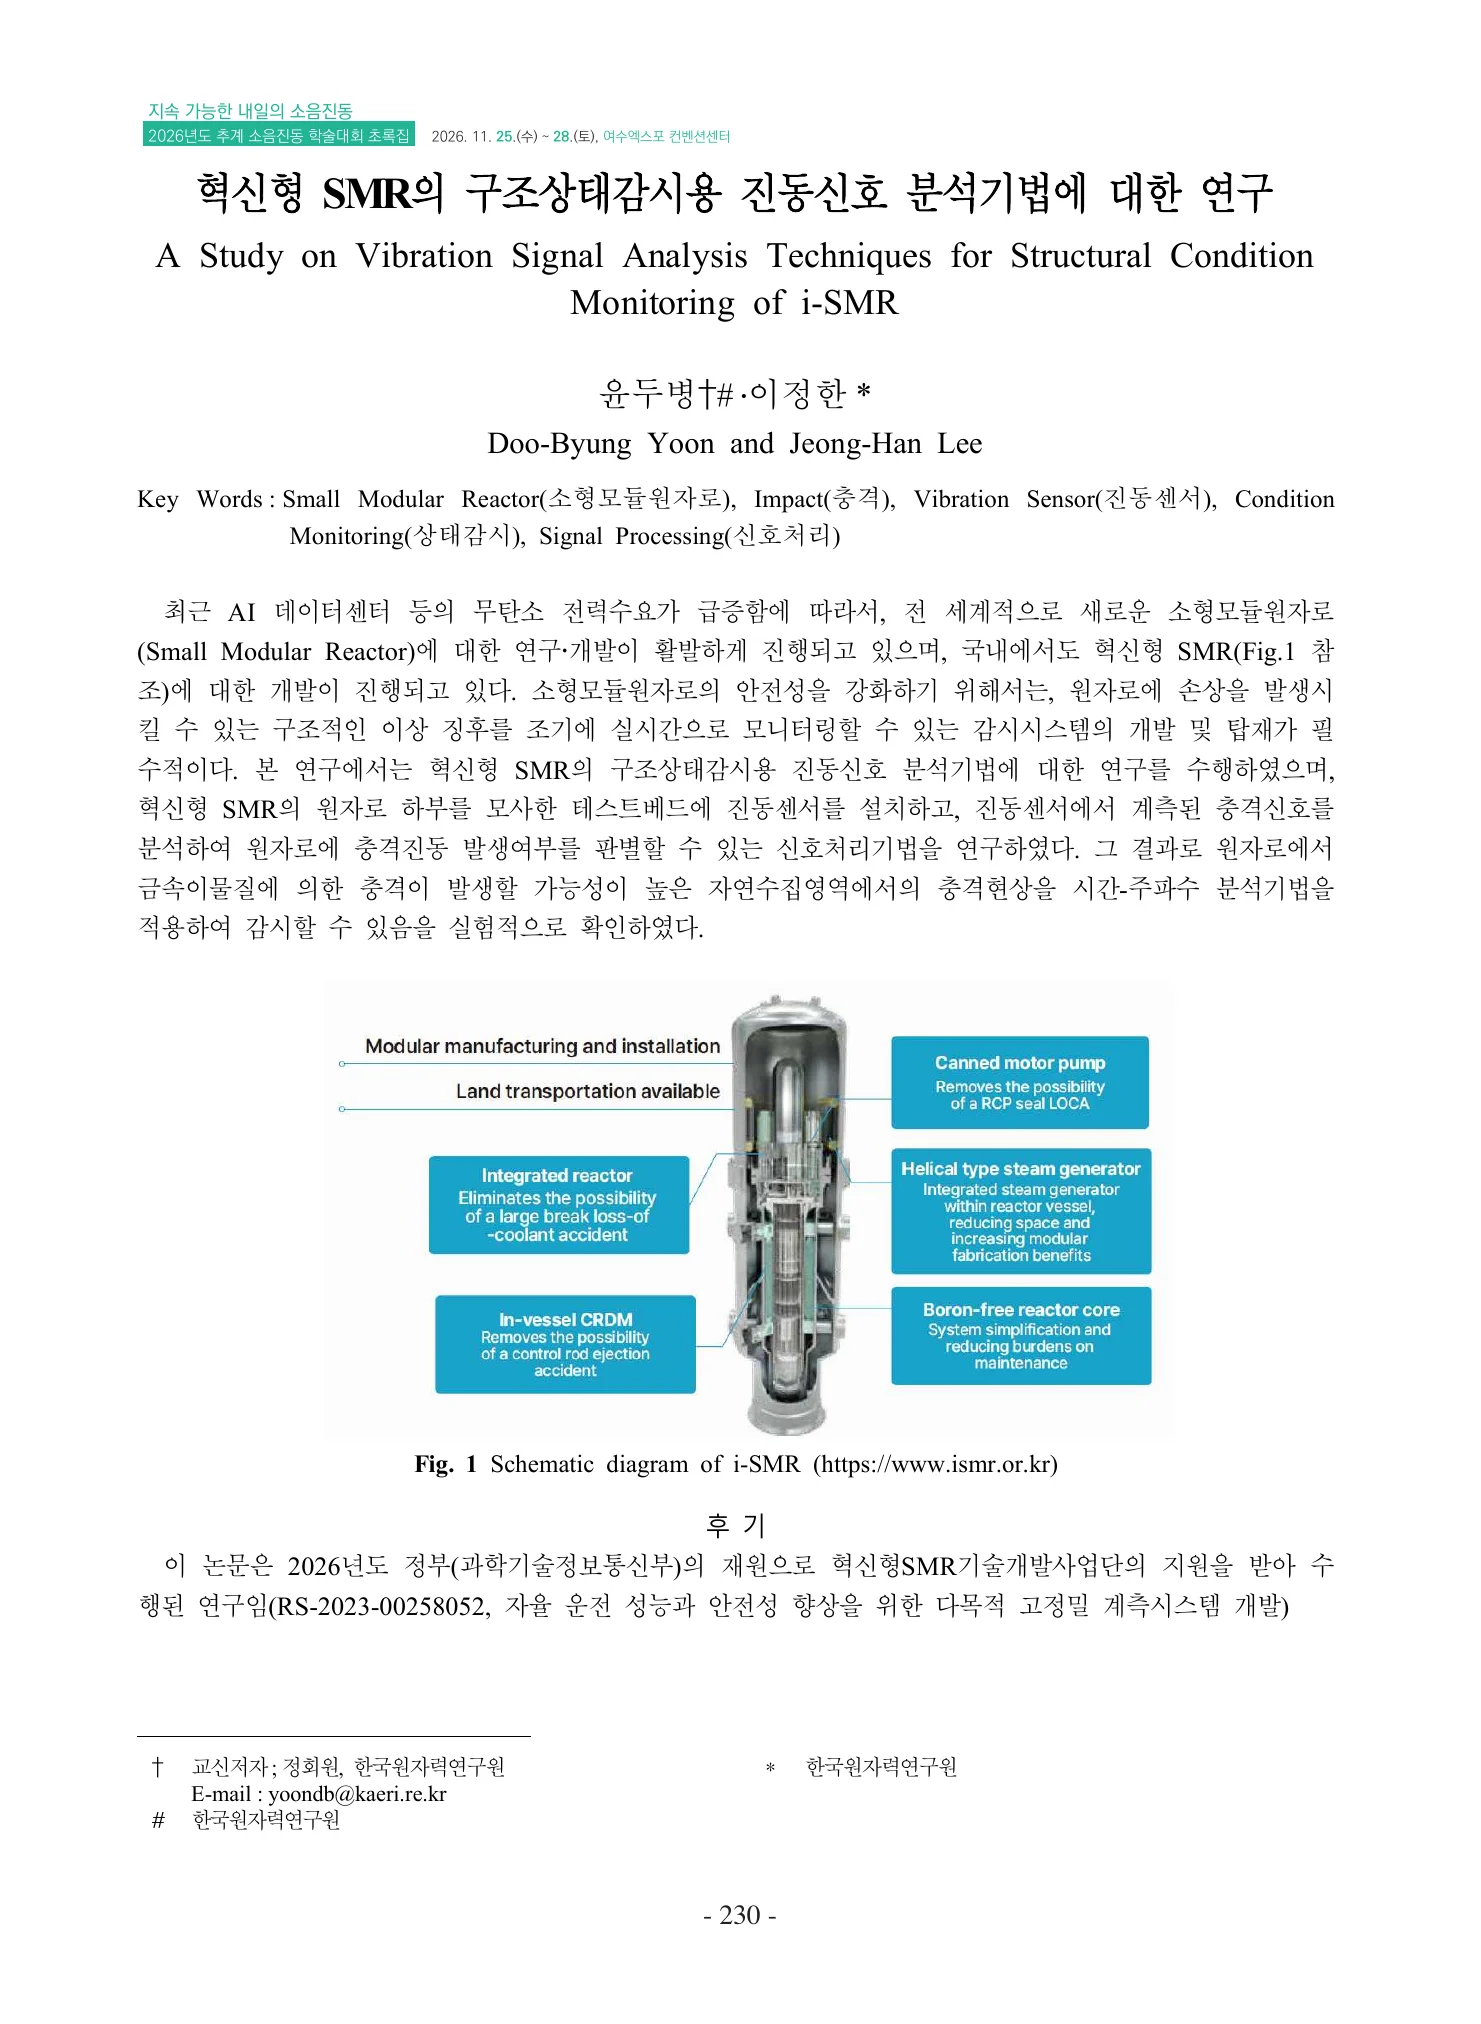 지속 가능한 내일의 소음진동
2026년도 추계 소음진동 학술대회 초록집 2026. 11. 25.(수) ~ 28.(토), 여수엑스포 컨벤션센터
혁신형 SMR의 구조상태감시용 진동신호 분석기법에 대한 연구
A Study on Vibration Signal Analysis Techniques for Structural Condition
Monitoring of i-SMR
윤두병†#·이정한*
Doo-Byung Yoon and Jeong-Han Lee
Key Words : Small Modular Reactor(소형모듈원자로), Impact(충격), Vibration Sensor(진동센서), Condition
Monitoring(상태감시), Signal Processing(신호처리)
최근 AI 데이터센터 등의 무탄소 전력수요가 급증함에 따라서, 전 세계적으로 새로운 소형모듈원자로
(Small Modular Reactor)에 대한 연구·개발이 활발하게 진행되고 있으며, 국내에서도 혁신형 SMR(Fig.1 참
조)에 대한 개발이 진행되고 있다. 소형모듈원자로의 안전성을 강화하기 위해서는, 원자로에 손상을 발생시
킬 수 있는 구조적인 이상 징후를 조기에 실시간으로 모니터링할 수 있는 감시시스템의 개발 및 탑재가 필
수적이다. 본 연구에서는 혁신형 SMR의 구조상태감시용 진동신호 분석기법에 대한 연구를 수행하였으며,
혁신형 SMR의 원자로 하부를 모사한 테스트베드에 진동센서를 설치하고, 진동센서에서 계측된 충격신호를
분석하여 원자로에 충격진동 발생여부를 판별할 수 있는 신호처리기법을 연구하였다. 그 결과로 원자로에서
금속이물질에 의한 충격이 발생할 가능성이 높은 자연수집영역에서의 충격현상을 시간-주파수 분석기법을
적용하여 감시할 수 있음을 실험적으로 확인하였다.
Modular manufacturing and installation
Land transportation available
Integrated reactor
Eliminates the possibility
of a large break loss-of
-coolant accident
In-vessel CRDM
Removes the possibility
of a control rod ejection
accident
Canned motor pump
Removes the possibility
of a RCP seal LOCA
Helical type steam generator
Integrated steam generator
within reactor vessel,
reducing space and
increasing modular
fabrication benefits
Boron-free reactor core
System simplification and
reducing burdens on
maintenance
Fig. 1 Schematic diagram of i-SMR (https://www.ismr.or.kr)
후 기
이 논문은 2026년도 정부(과학기술정보통신부)의 재원으로 혁신형SMR기술개발사업단의 지원을 받아 수
행된 연구임(RS-2023-00258052, 자율 운전 성능과 안전성 향상을 위한 다목적 고정밀 계측시스템 개발)
† 교신저자; 정회원, 한국원자력연구원
E-mail : yoondb@kaeri.re.kr
# 한국원자력연구원
* 한국원자력연구원
- 230 -